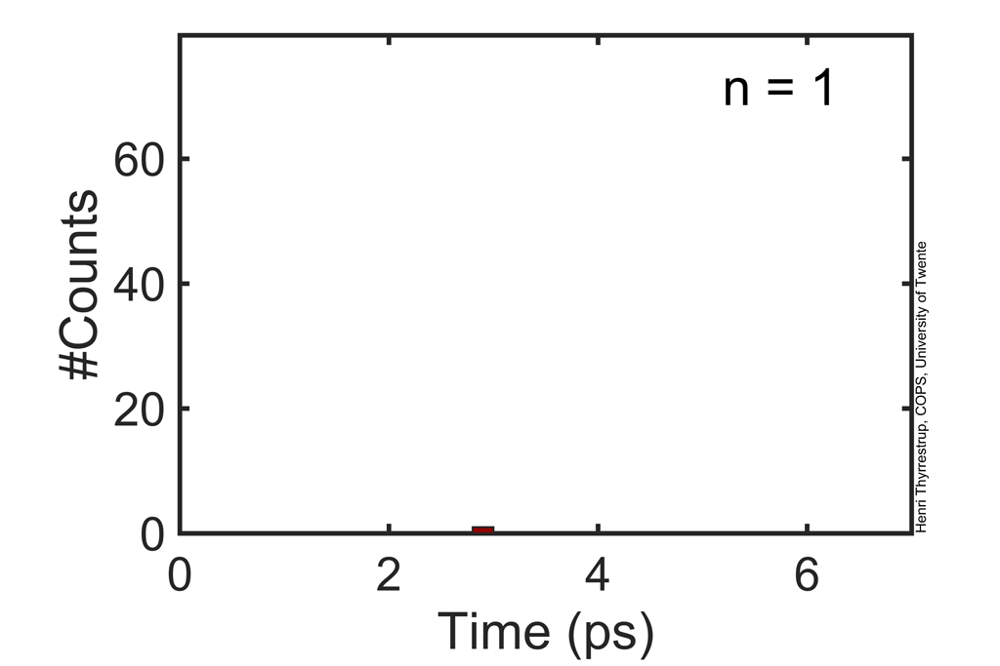 n = 1
60
40
20
0
#Counts
0 2 4 6
Time (ps)
Henri Thyrrestrup, COPS, University of Twente